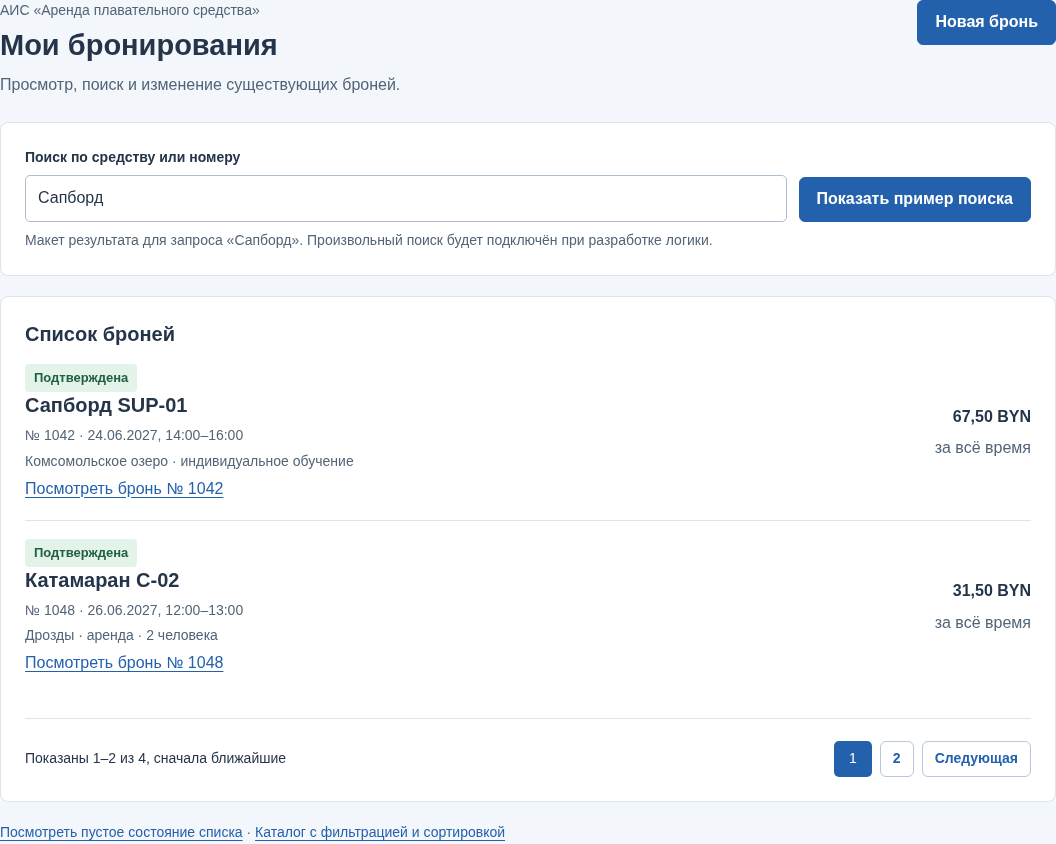 АИС «Аренда плавательного средства»
Новая бронь
Мои бронирования
Просмотр, поиск и изменение существующих броней.
Поиск по средству или номеру
Сапборд
Показать пример поиска
Макет результата для запроса «Сапборд». Произвольный поиск будет подключён при разработке логики.
Список броней
Подтверждена
Сапборд SUP-01
№ 1042 · 24.06.2027, 14:00–16:00
Комсомольское озеро · индивидуальное обучение
Посмотреть бронь № 1042
67,50 BYN
за всё время
Подтверждена
Катамаран C-02
№ 1048 · 26.06.2027, 12:00–13:00
Дрозды · аренда · 2 человека
Посмотреть бронь № 1048
31,50 BYN
за всё время
Показаны 1–2 из 4, сначала ближайшие
1 2 Следующая
Посмотреть пустое состояние списка · Каталог с фильтрацией и сортировкой